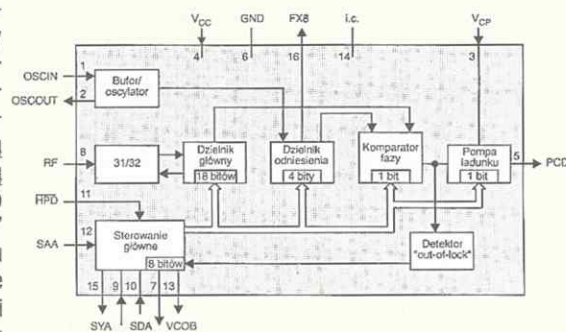 V_CC GND FX8 i.c. V_CP
4 6 16 14 3
OSCIN 1
OSCOUT 2
Bufor/
oscylator
RF 8
31/32
Dzielnik
główny
18 bitów
Dzielnik
odniesienia
4 bity
Komparator
fazy
1 bit
Pompa
ładunku
1 bit
5 PCD
HPD 11
SAA 12
Sterowanie
główne
8 bitów
Detektor
"out-of-lock"
15 9 10 7 13
SYA SDA VCOB